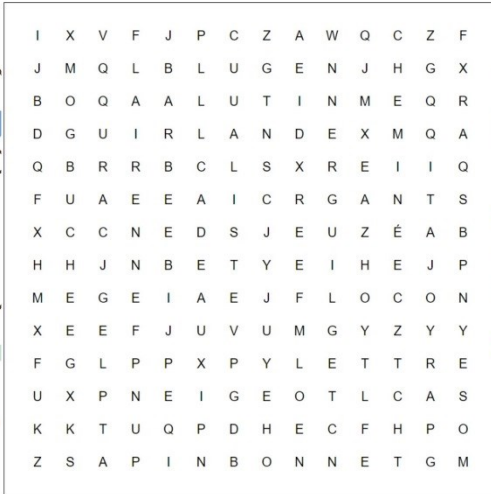 I X V F J P C Z A W Q C Z F
J M Q L B L U G E N J H G X
B O Q A A L U T I N M E Q R
D G U I R L A N D E X M Q A
Q B R R B C L S X R E I I Q
F U A E E A I C R G A N T S
X C C N E D S J E U Z É A B
H H J N B E T Y E I H E J P
M E G E I A E J F L O C O N
X E E F J U V U M G Y Z Y Y
F G L P P X P Y L E T T R E
U X P N E I G E O T L C A S
K K T U Q P D H E C F H P O
Z S A P I N B O N N E T G M